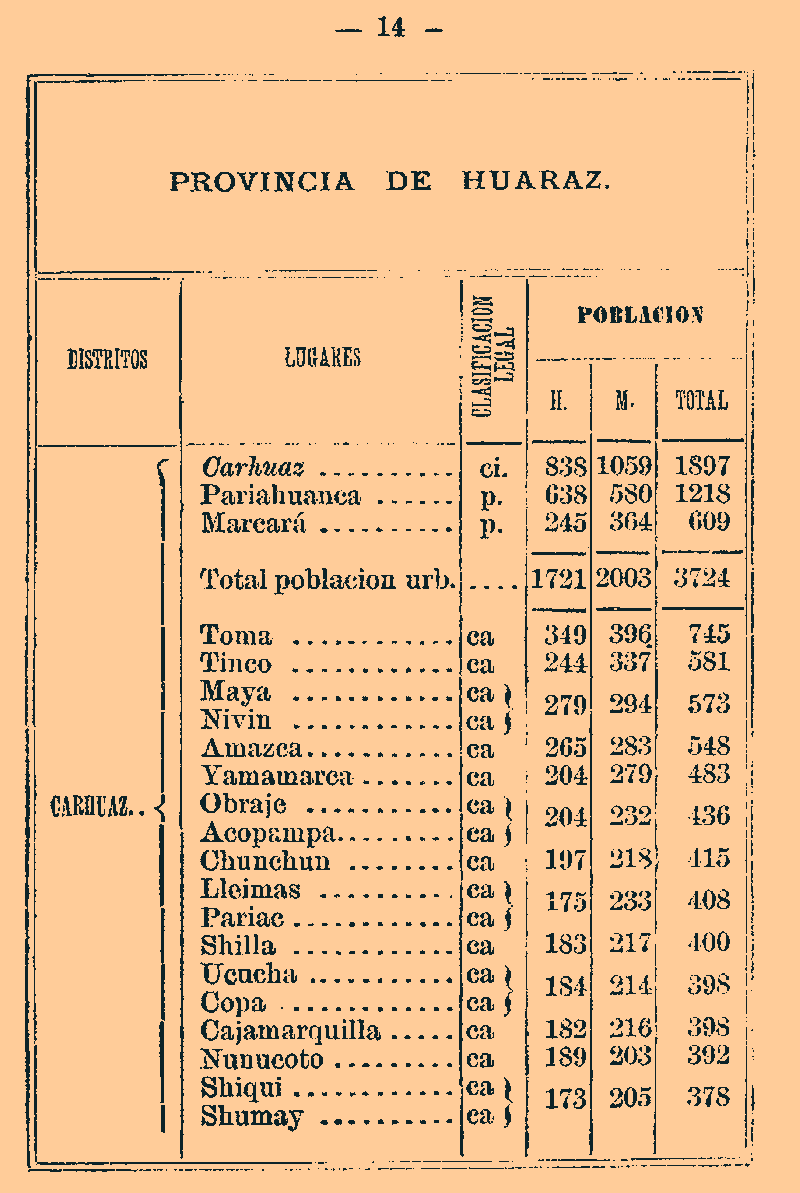 — 14 –
PROVINCIA DE HUARAZ.
DISTRITOS LUGARES CLASIFICACION LEGAL POBLACION
H. M. TOTAL
Carhuaz .......... ci. 838 1059 1897
Pariahuanca ...... p. 638 580 1218
Marcará .......... p. 245 364 609
Total poblacion urb. .... 1721 2003 3724
Toma ............ ca 349 396 745
Tinco ............ ca 244 337 581
Maya ............ ca }
279 294 573
Nivin ............ ca }
Amazca........... ca 265 283 548
Yamamarca ....... ca 204 279 483
CARHUAZ.. { Obraje ........... ca }
204 232 436
Acopampa......... ca }
Chunchun ........ ca 197 218 415
Lleimas .......... ca }
175 233 408
Pariac ............ ca }
Shilla ............ ca 183 217 400
Ucucha ........... ca }
184 214 398
Copa ............. ca }
Cajamarquilla ..... ca 182 216 398
Nunucoto ......... ca 189 203 392
Shiqui ............ ca }
173 205 378
Shumay .......... ca }